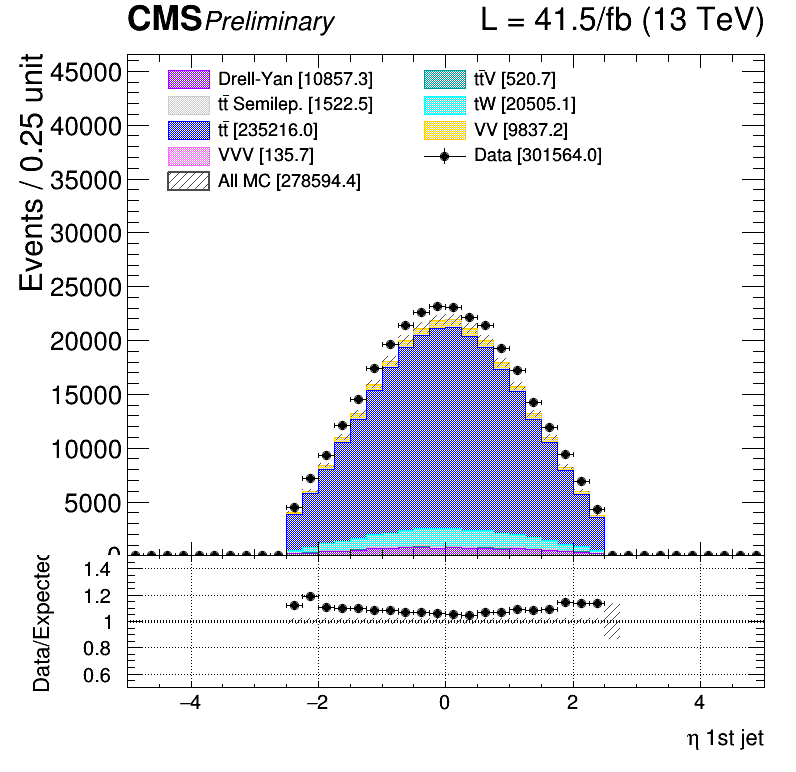 CMS Preliminary L = 41.5/fb (13 TeV)
Events / 0.25 unit
45000
40000
35000
30000
25000
20000
15000
10000
5000
0
Drell-Yan [10857.3]
tt̄ Semilep. [1522.5]
tt̄ [235216.0]
VVV [135.7]
All MC [278594.4]
tt̄V [520.7]
tW [20505.1]
VV [9837.2]
Data [301564.0]
Data/Expected
1.4
1.2
1
0.8
0.6
−4 −2 0 2 4
η 1st jet